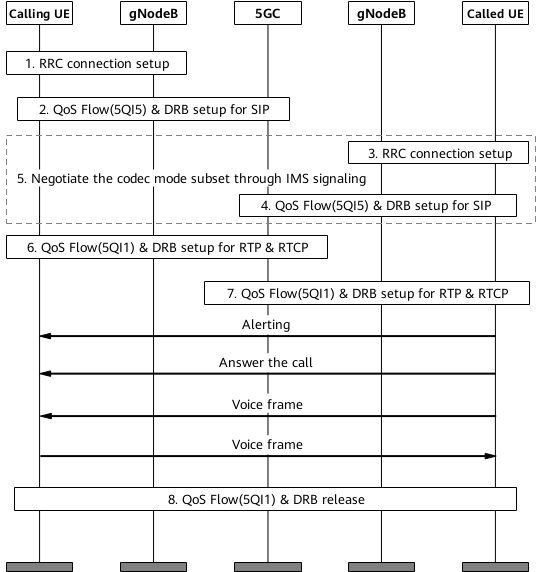 Calling UE gNodeB 5GC gNodeB Called UE
1. RRC connection setup
2. QoS Flow(5QI5) & DRB setup for SIP
3. RRC connection setup
5. Negotiate the codec mode subset through IMS signaling
4. QoS Flow(5QI5) & DRB setup for SIP
6. QoS Flow(5QI1) & DRB setup for RTP & RTCP
7. QoS Flow(5QI1) & DRB setup for RTP & RTCP
Alerting
Answer the call
Voice frame
Voice frame
8. QoS Flow(5QI1) & DRB release